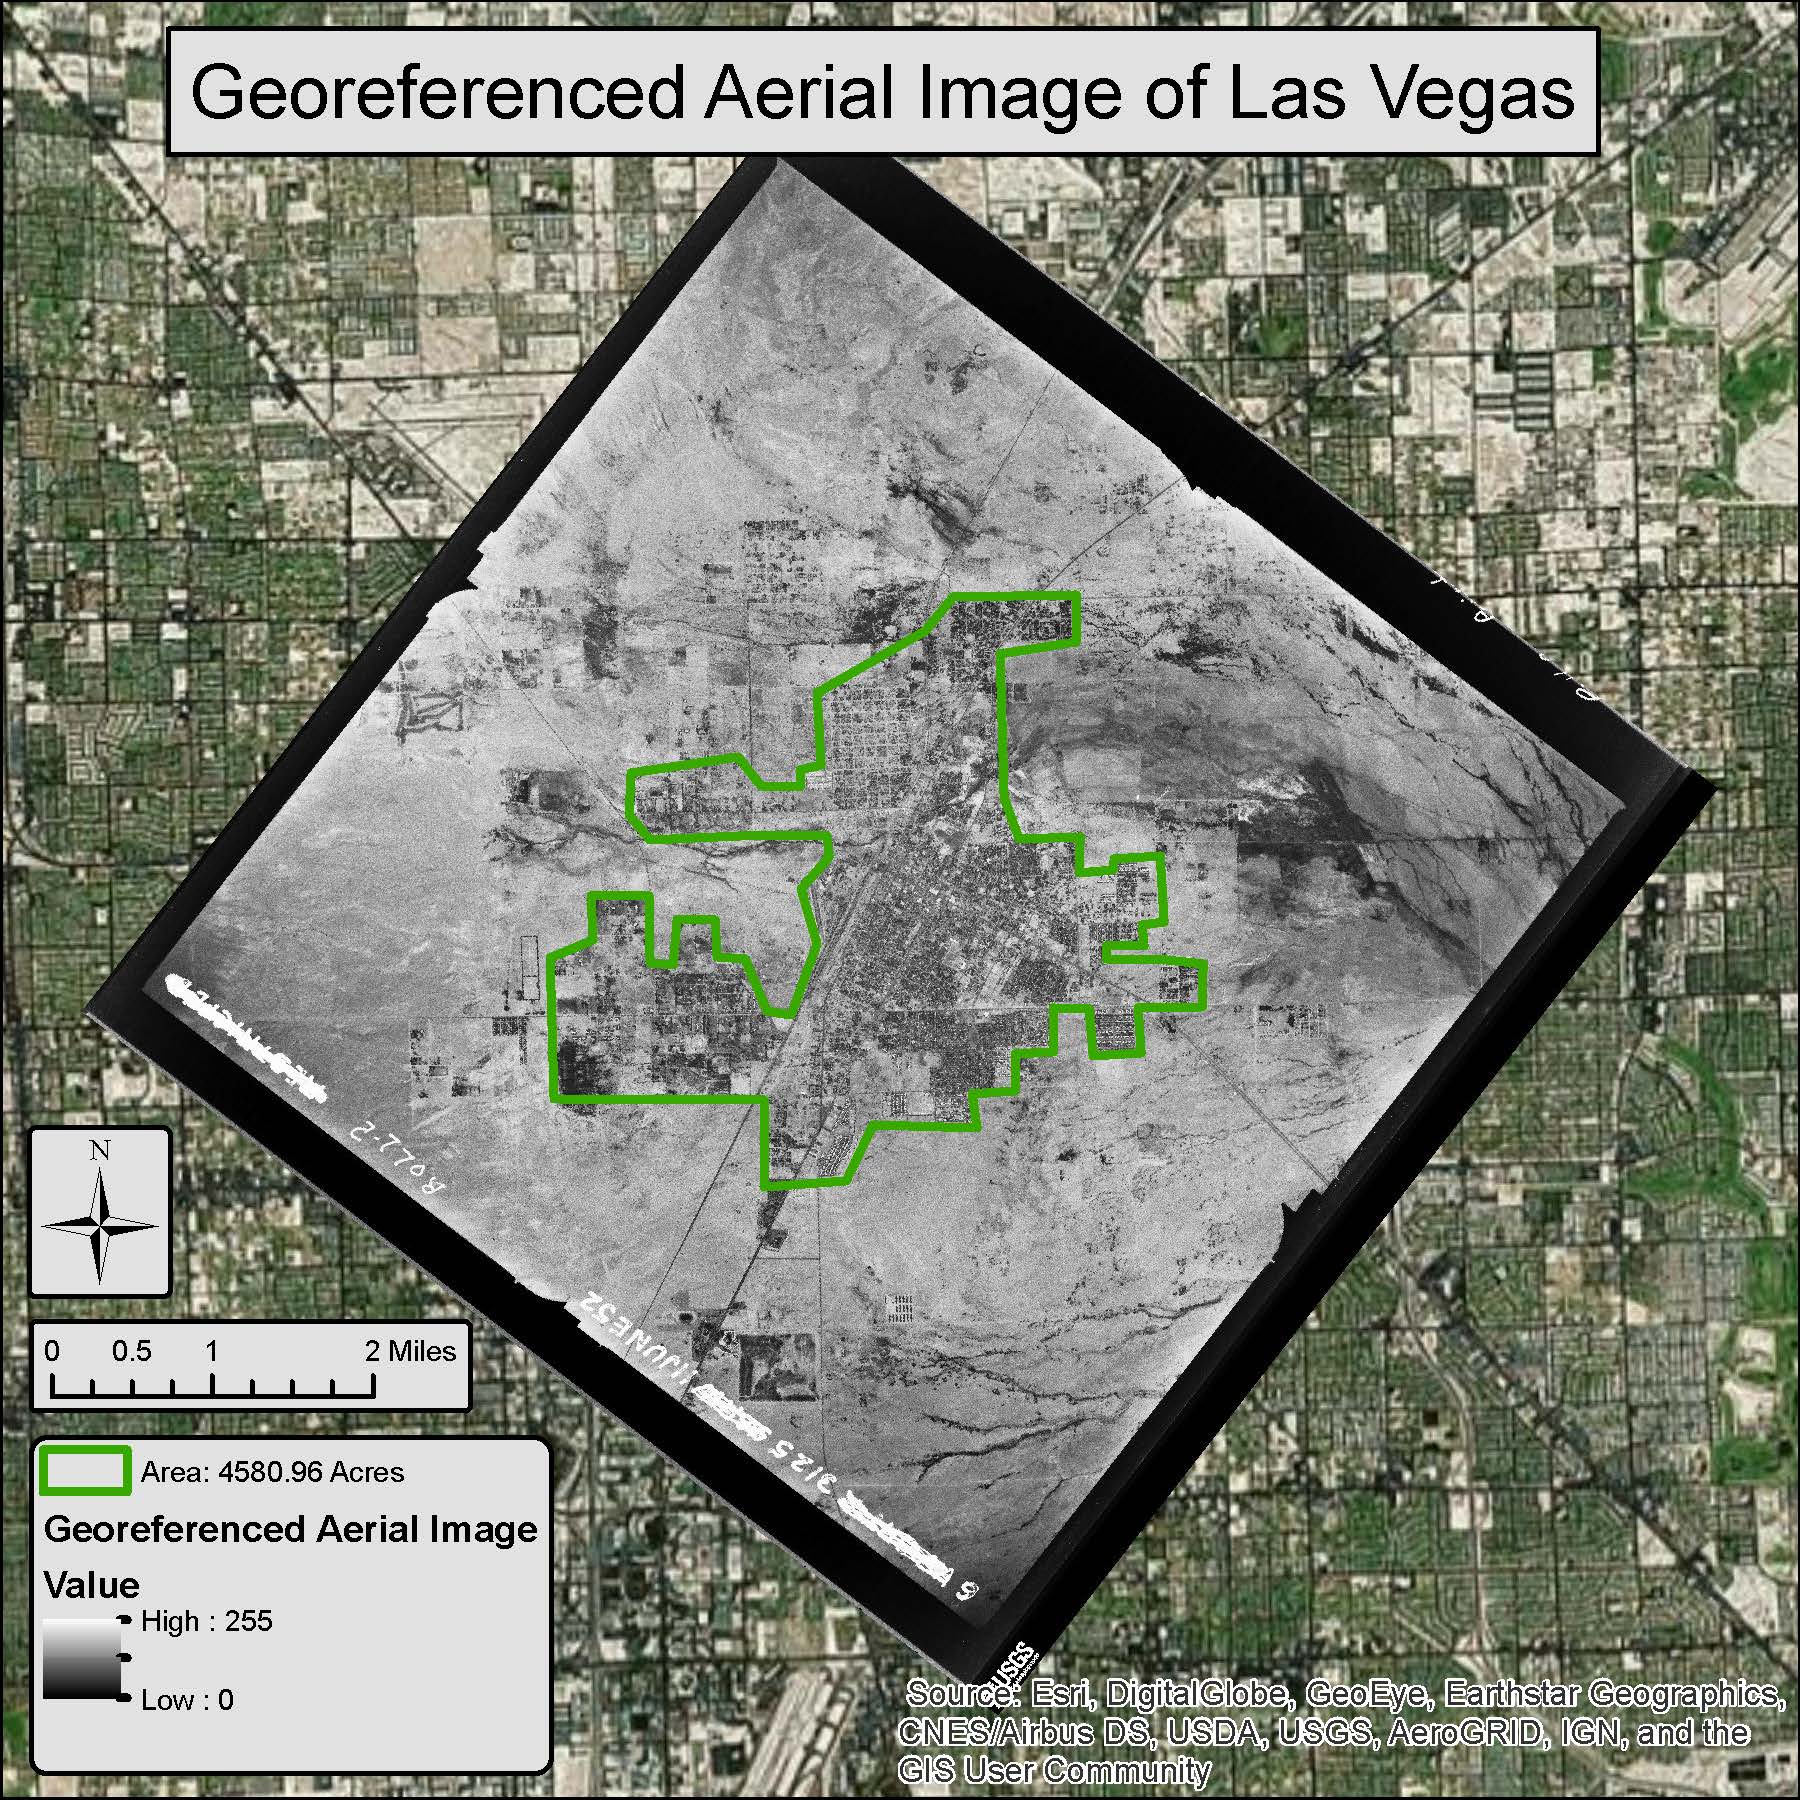 Georeferenced Aerial Image of Las Vegas
ROLL-2
11JUNE52
3125
N
0 0.5 1 2 Miles
Area: 4580.96 Acres
Georeferenced Aerial Image
Value
High : 255
Low : 0
USGS
Source: Esri, DigitalGlobe, GeoEye, Earthstar Geographics,
CNES/Airbus DS, USDA, USGS, AeroGRID, IGN, and the
GIS User Community